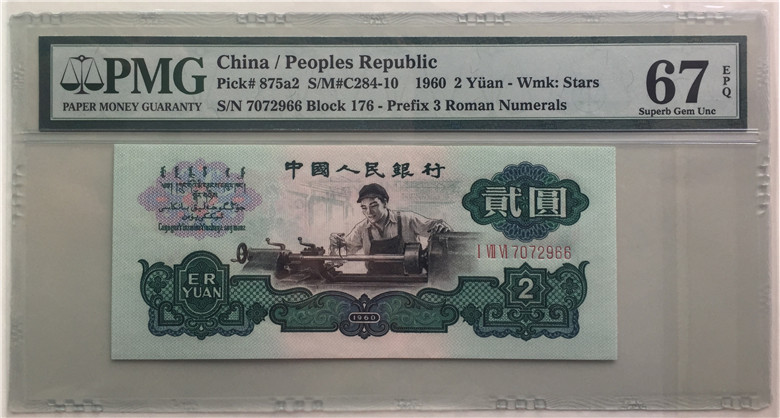 PMG
PAPER MONEY GUARANTY
China / Peoples Republic
Pick# 875a2 S/M#C284-10 1960 2 Yüan - Wmk: Stars
S/N 7072966 Block 176 - Prefix 3 Roman Numerals
67 EPQ
Superb Gem Unc
中國人民銀行
貳圓
I VII VI 7072966
ER
YUAN
1960
2